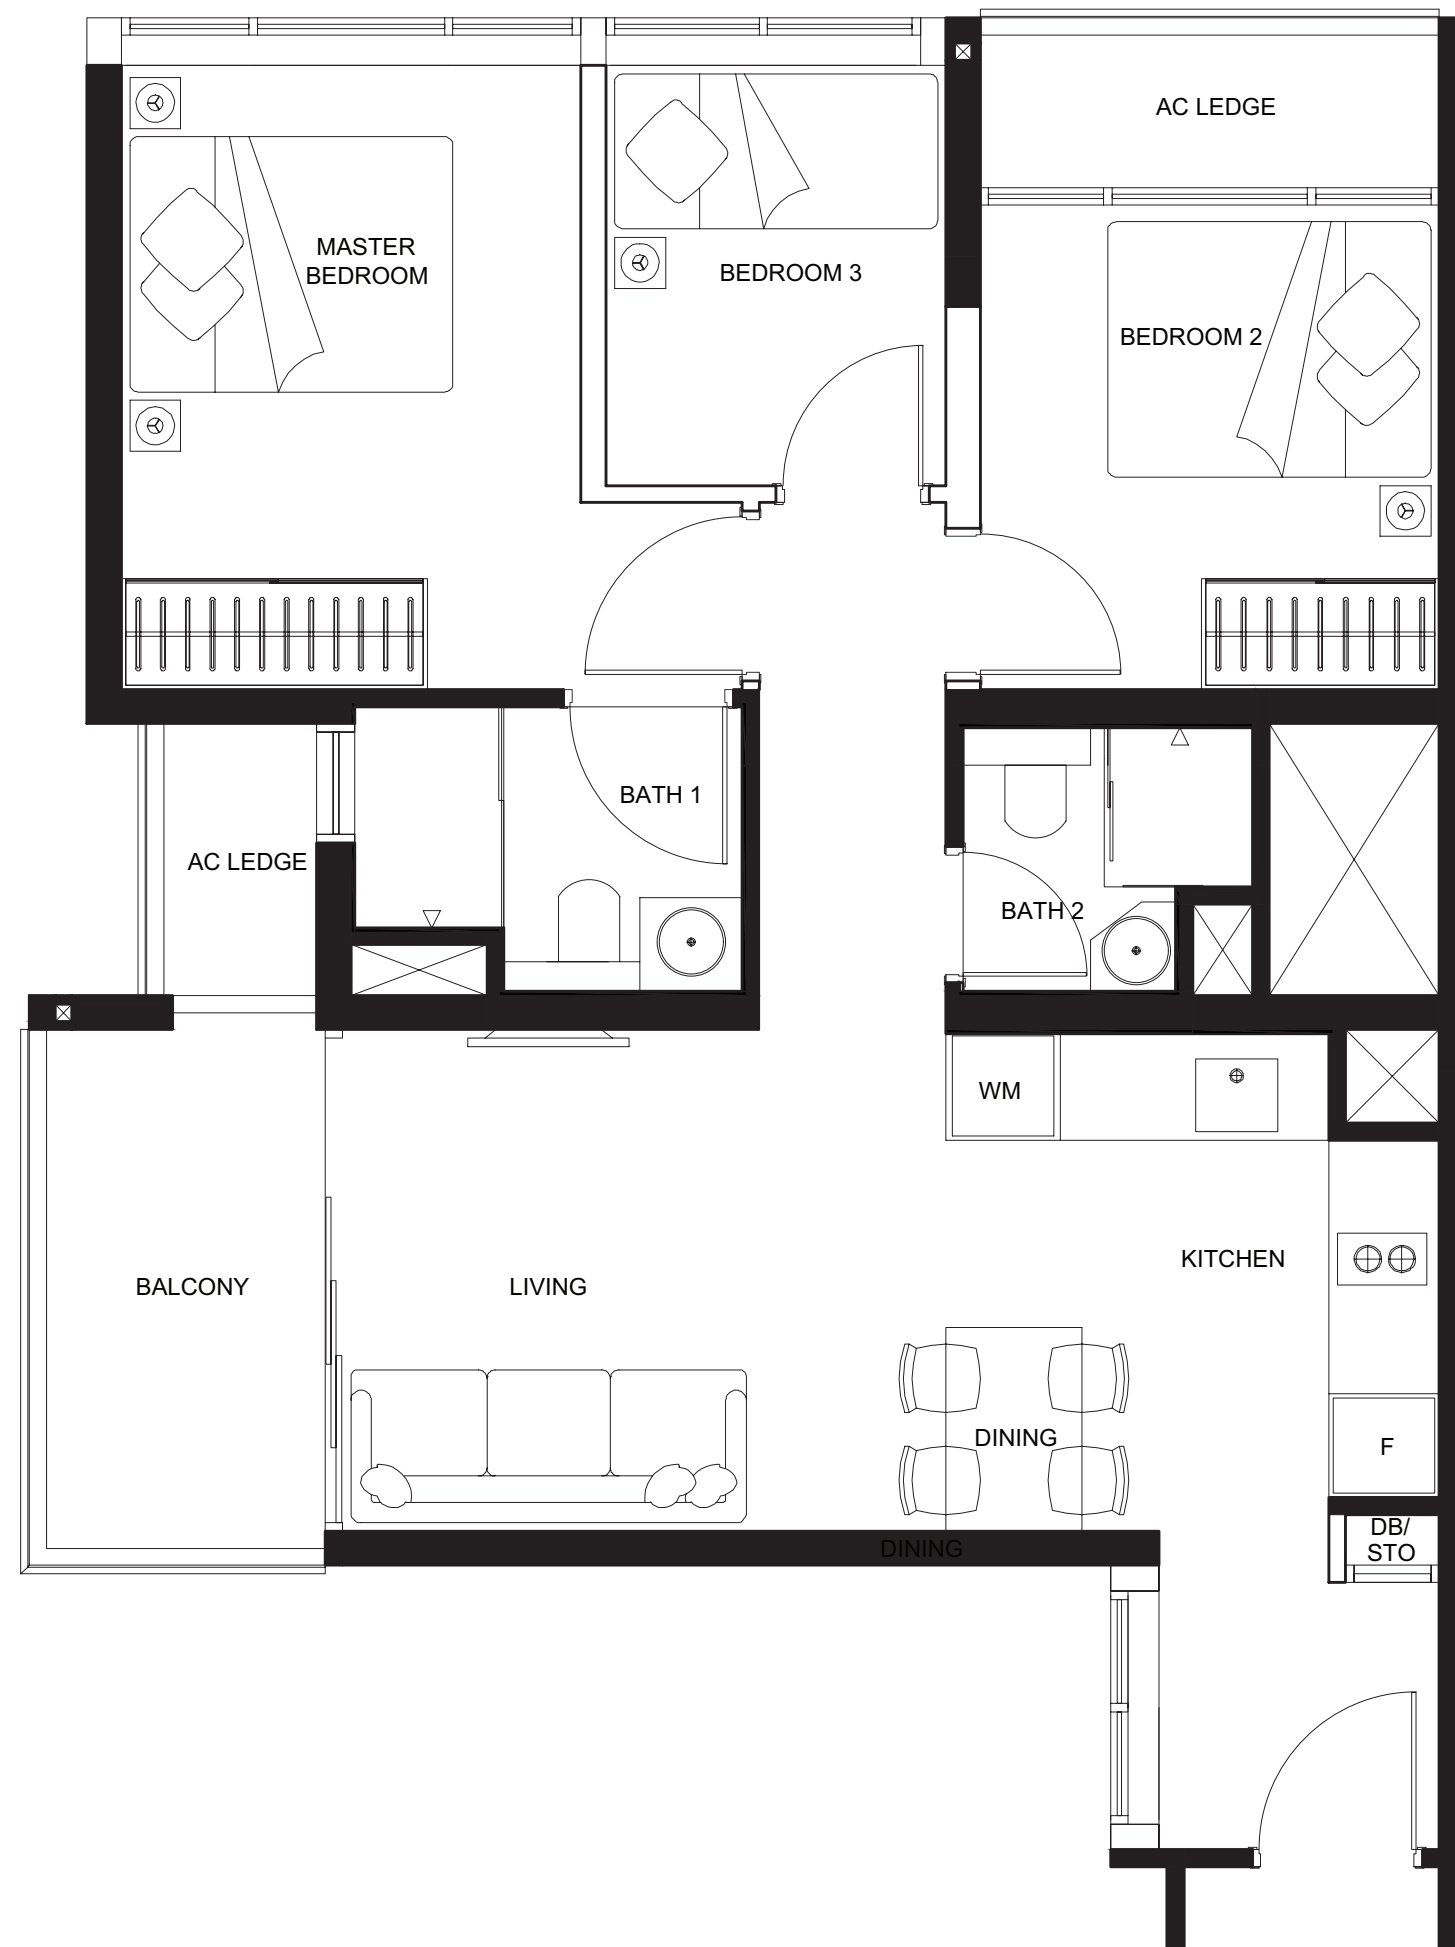 AC LEDGE
MASTER
BEDROOM
BEDROOM 3
BEDROOM 2
BATH 1
AC LEDGE
BATH 2
WM
KITCHEN
BALCONY
LIVING
DINING
F
DB/
STO
DINING